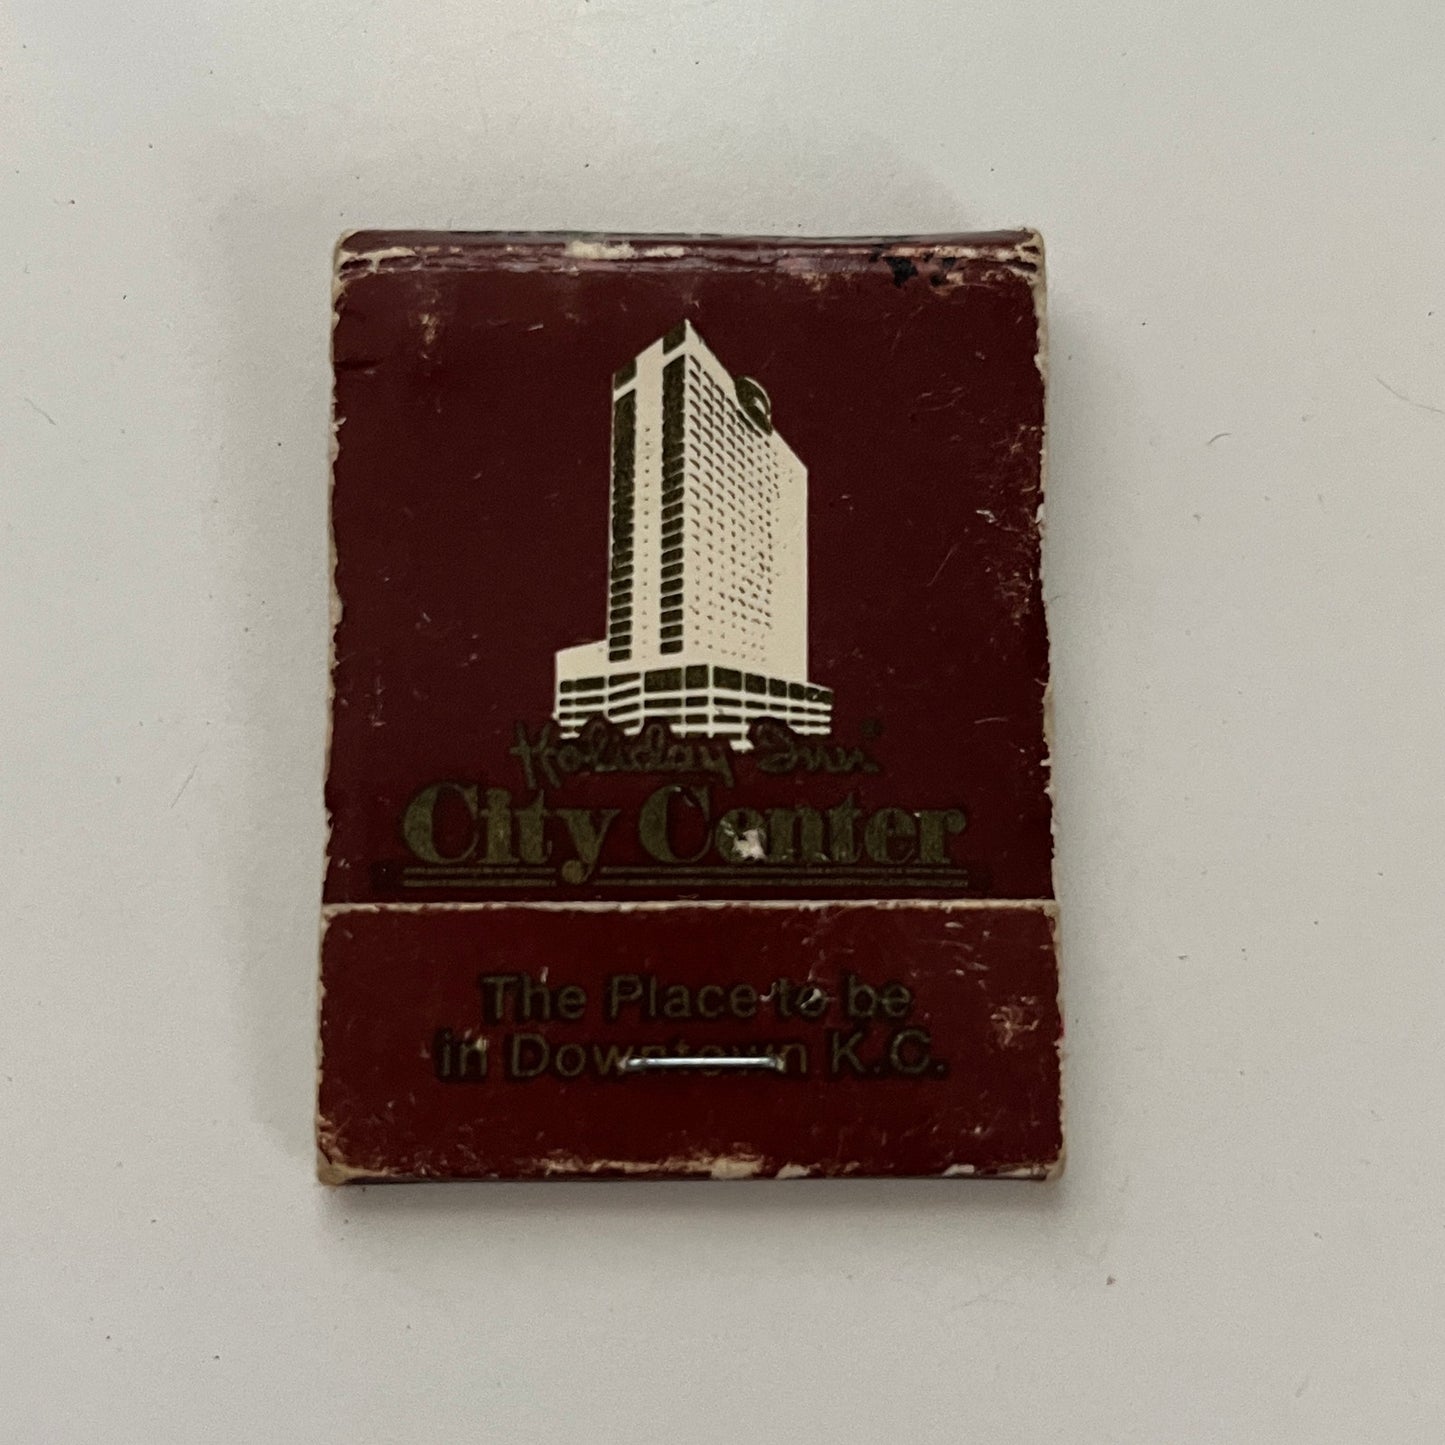 Holiday Inn®
City Center
The Place to be
in Downtown K.C.